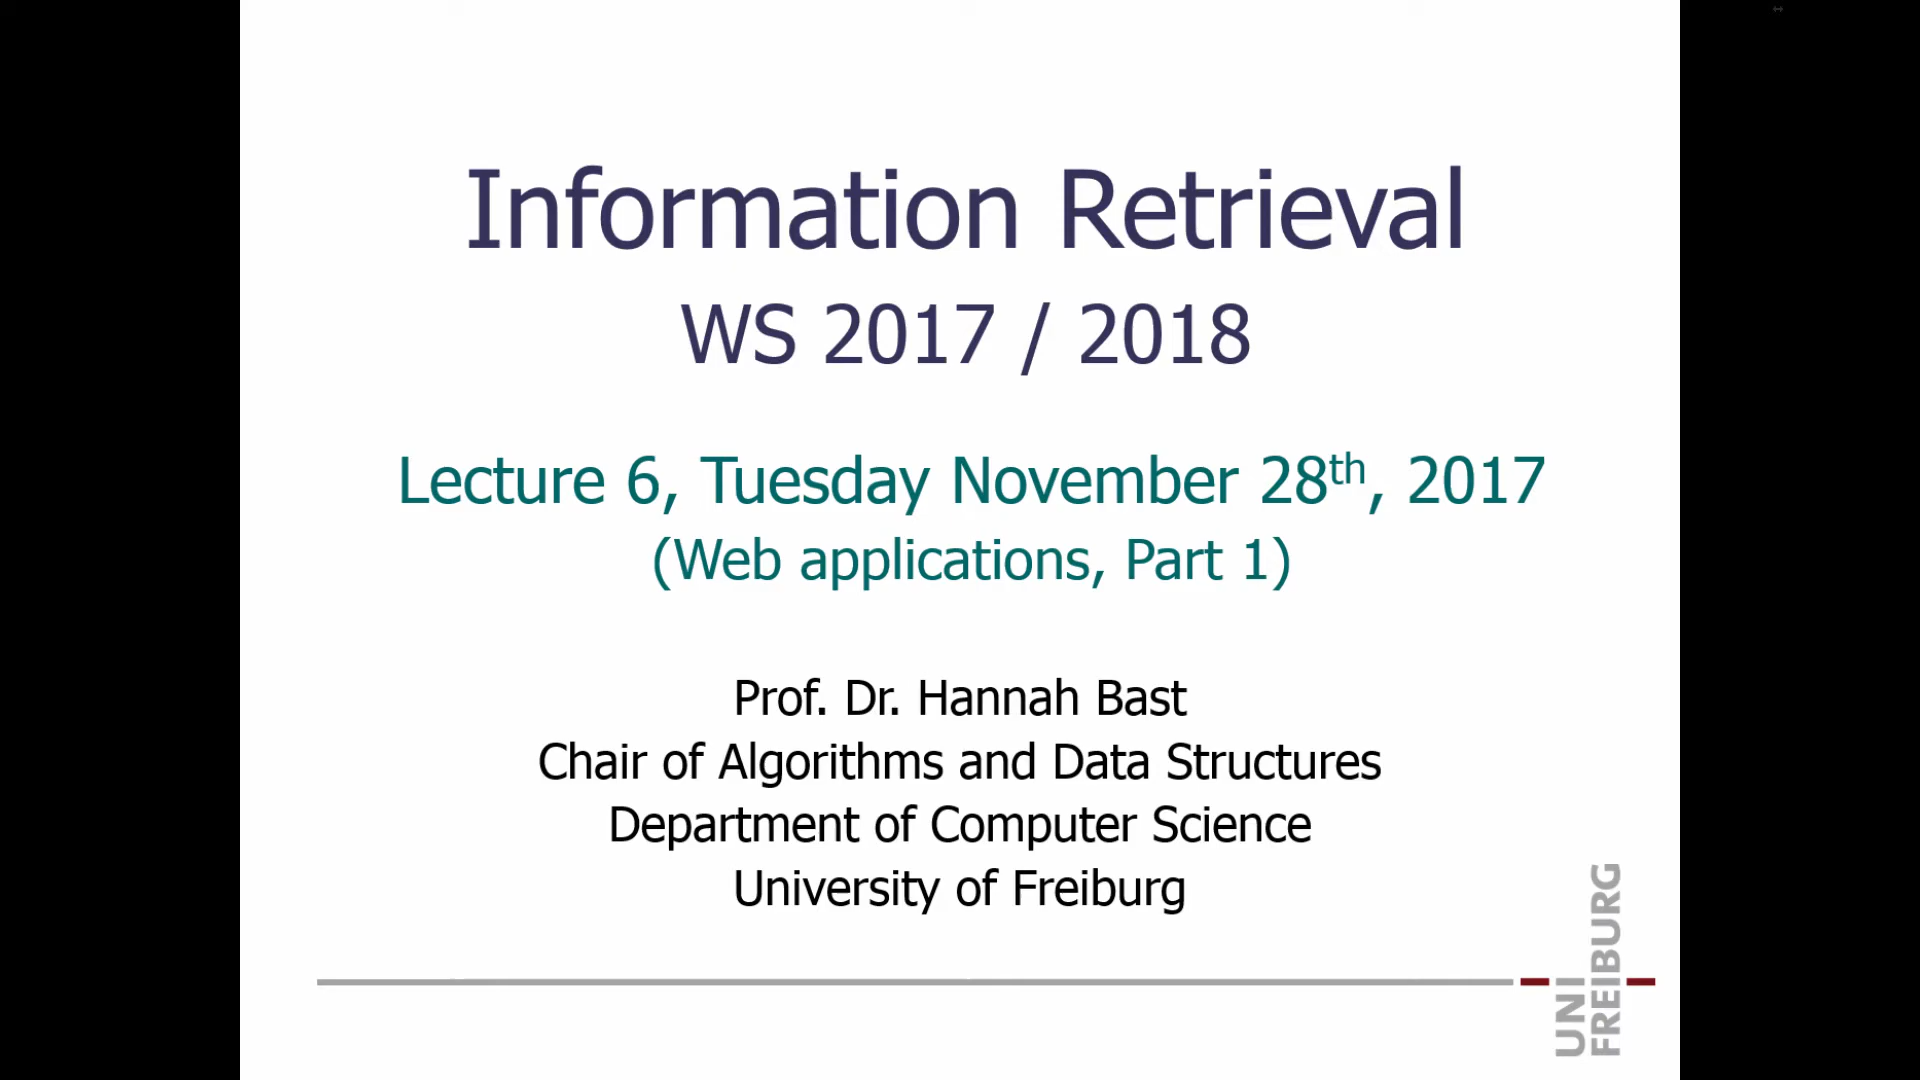 Information Retrieval
WS 2017 / 2018
Lecture 6, Tuesday November 28th, 2017
(Web applications, Part 1)
Prof. Dr. Hannah Bast
Chair of Algorithms and Data Structures
Department of Computer Science
University of Freiburg
UNI
FREIBURG